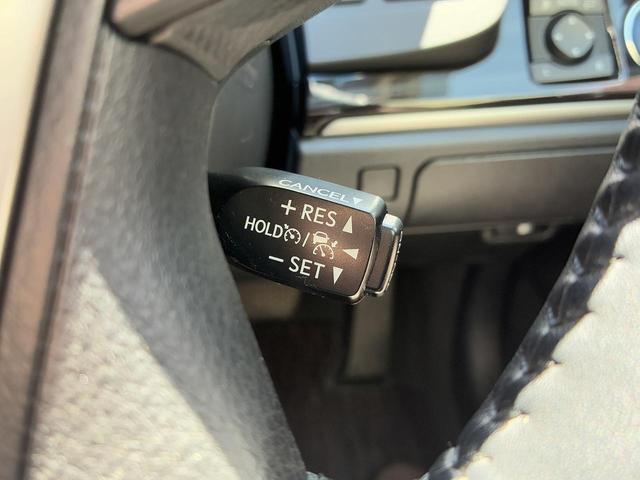 CANCEL▼
+ RES ▲
HOLD / ◀
− SET ▼